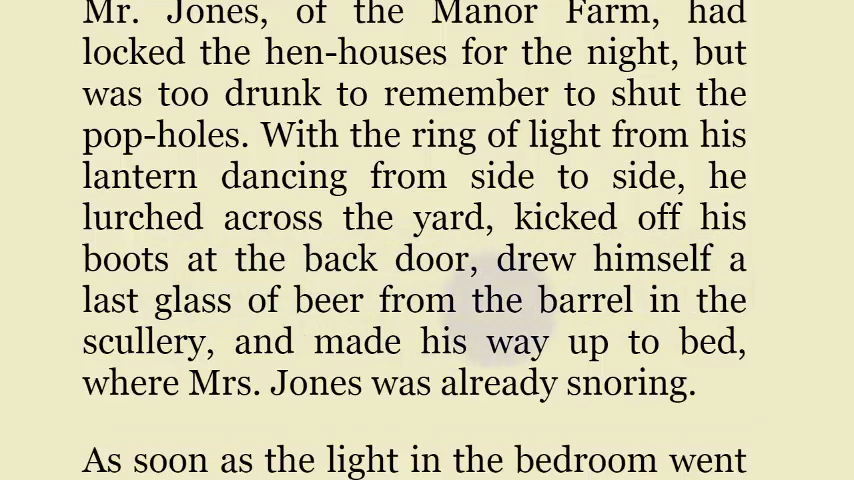 Mr. Jones, of the Manor Farm, had
locked the hen-houses for the night, but
was too drunk to remember to shut the
pop-holes. With the ring of light from his
lantern dancing from side to side, he
lurched across the yard, kicked off his
boots at the back door, drew himself a
last glass of beer from the barrel in the
scullery, and made his way up to bed,
where Mrs. Jones was already snoring.
As soon as the light in the bedroom went